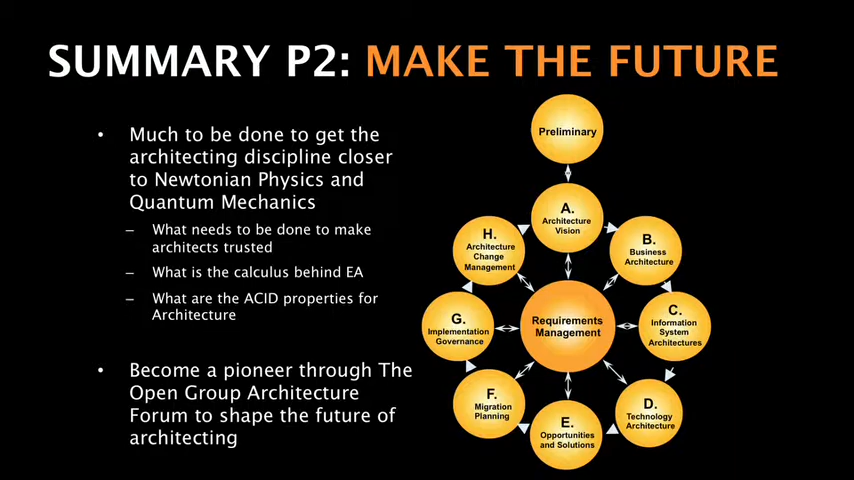 SUMMARY P2: MAKE THE FUTURE
• Much to be done to get the
architecting discipline closer
to Newtonian Physics and
Quantum Mechanics
– What needs to be done to make
architects trusted
– What is the calculus behind EA
– What are the ACID properties for
Architecture
• Become a pioneer through The
Open Group Architecture
Forum to shape the future of
architecting
Preliminary
A.
Architecture
Vision
B.
Business
Architecture
C.
Information
System
Architectures
D.
Technology
Architecture
E.
Opportunities
and Solutions
F.
Migration
Planning
G.
Implementation
Governance
H.
Architecture
Change
Management
Requirements
Management